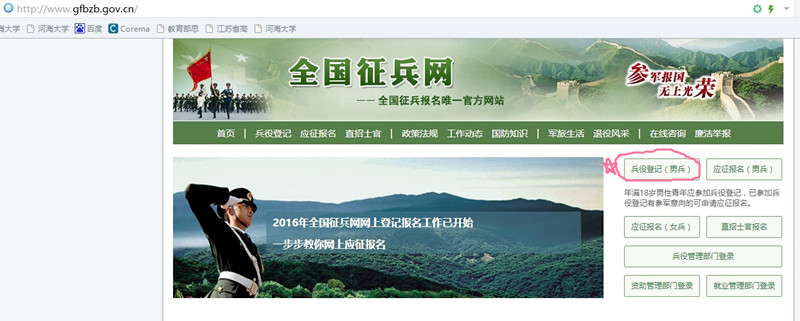 http://www.gfbzb.gov.cn/
海大学 河海大学 百度 Corema 教育部思 江苏省高 河海大学
全国征兵网
—— 全国征兵报名唯一官方网站
参军报国
无上光荣
首页 | 兵役登记 应征报名 直招士官 | 政策法规 工作动态 国防知识 | 军旅生活 退役风采 | 在线咨询 廉洁举报
2016年全国征兵网网上登记报名工作已开始
一步步教你网上应征报名
兵役登记（男兵） 应征报名（男兵）
年满18岁男性青年应参加兵役登记，已参加兵
役登记有参军意向的可申请应征报名。
应征报名（女兵） 直招士官报名
兵役管理部门登录
资助管理部门登录 就业管理部门登录